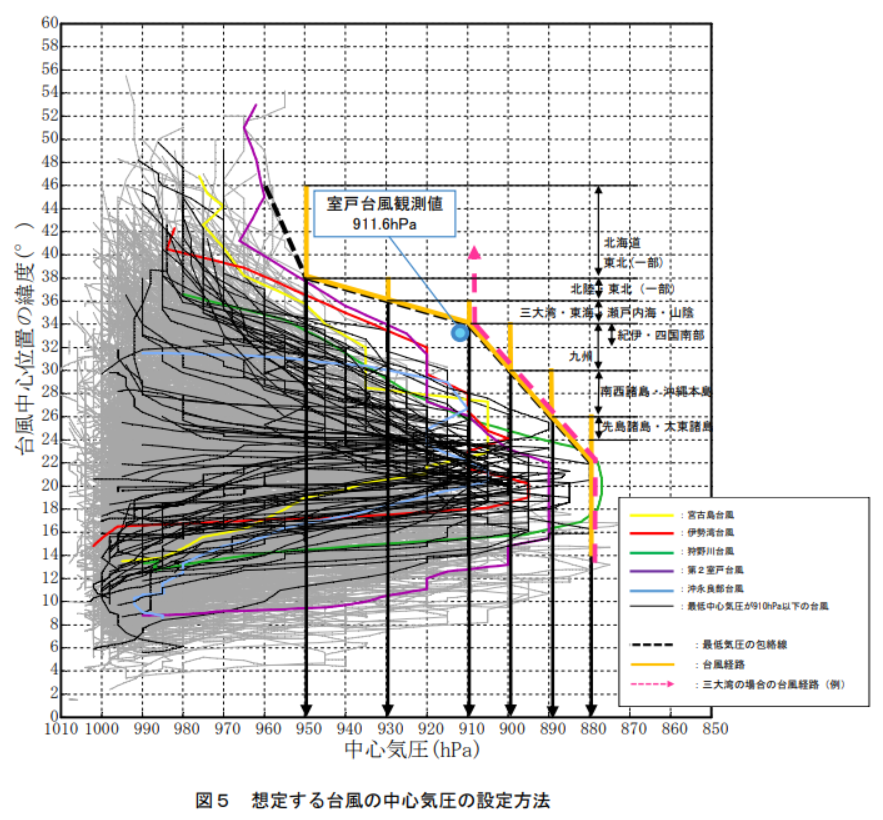 台風中心位置の緯度(°)
60
58
56
54
52
50
48
46
44
42
40
38
36
34
32
30
28
26
24
22
20
18
16
14
12
10
8
6
4
2
0
1010 1000 990 980 970 960 950 940 930 920 910 900 890 880 870 860 850
中心気圧(hPa)
室戸台風観測値
911.6hPa
北海道
東北(一部)
北陸・東北(一部)
三大湾・東海・瀬戸内海・山陰
紀伊・四国南部
九州
南西諸島・沖縄本島
先島諸島・太東諸島
:宮古島台風
:伊勢湾台風
:狩野川台風
:第2室戸台風
:沖永良部台風
:最低中心気圧が910hPa以下の台風
:最低気圧の包絡線
:台風経路
:三大湾の場合の台風経路(例)
図5 想定する台風の中心気圧の設定方法